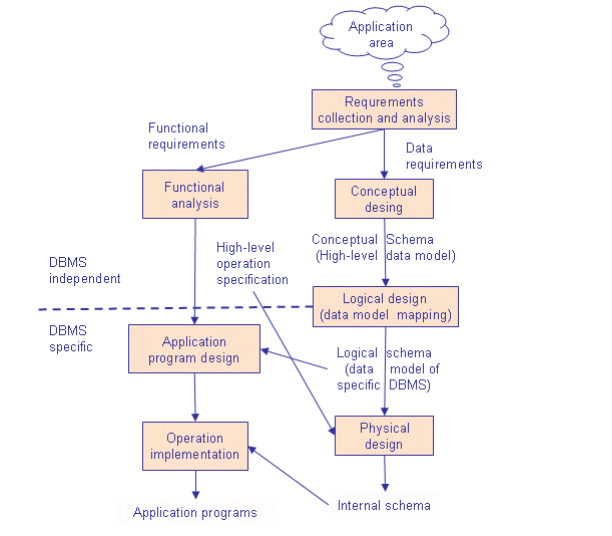 Application
area
Requrements
collection and analysis
Functional
requirements
Data
requirements
Functional
analysis
Conceptual
desing
Conceptual Schema
(High-level data model)
High-level
operation
specification
DBMS
independent
Logical design
(data model mapping)
DBMS
specific
Application
program design
Logical schema
(data model of
specific DBMS)
Operation
implementation
Physical
design
Application programs
Internal schema